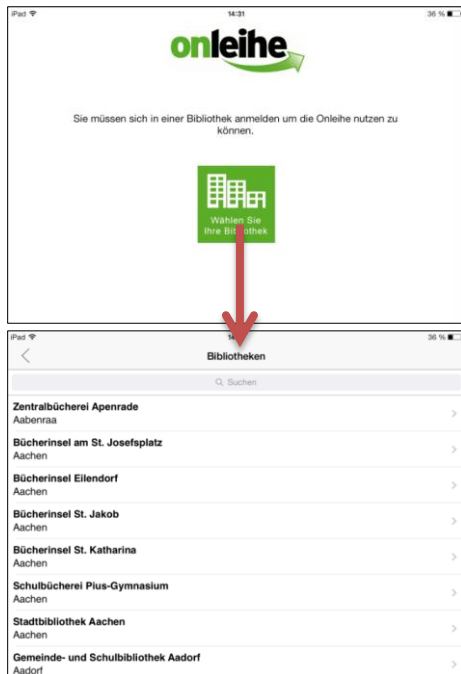 iPad 14:31 36 %
onleihe
Sie müssen sich in einer Bibliothek anmelden um die Onleihe nutzen zu
können.
Wählen Sie
Ihre Bibliothek
iPad 36 %
Bibliotheken
Suchen
Zentralbücherei Apenrade
Aabenraa
Bücherinsel am St. Josefsplatz
Aachen
Bücherinsel Eilendorf
Aachen
Bücherinsel St. Jakob
Aachen
Bücherinsel St. Katharina
Aachen
Schulbücherei Pius-Gymnasium
Aachen
Stadtbibliothek Aachen
Aachen
Gemeinde- und Schulbibliothek Aadorf
Aadorf